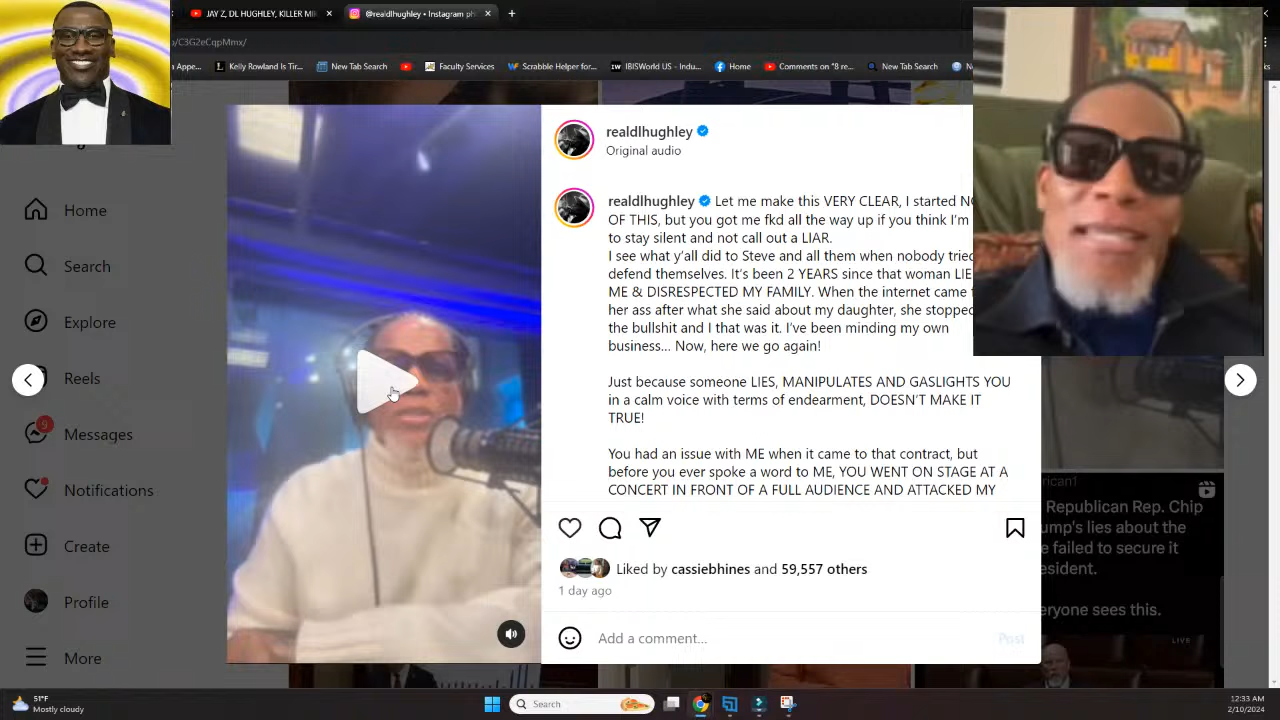 JAY Z, DL HUGHLEY, KILLER MI
@realdlhughley • Instagram ph
p/C3G2eCqpMmx/
Appe...
Kelly Rowland is Tir...
New Tab Search
Faculty Services
Scrabble Helper for...
IBISWorld US - Indu...
Home
Comments on "8 re...
New Tab Search
Home
Search
Explore
Reels
9
Messages
Notifications
Create
Profile
More
realdlhughley
Original audio
realdlhughley Let me make this VERY CLEAR, I started
OF THIS, but you got me fkd all the way up if you think I'm
to stay silent and not call out a LIAR.
I see what y'all did to Steve and all them when nobody tried
defend themselves. It's been 2 YEARS since that woman LIE
ME & DISRESPECTED MY FAMILY. When the internet came
her ass after what she said about my daughter, she stopped
the bullshit and I that was it. I've been minding my own
business... Now, here we go again!
Just because someone LIES, MANIPULATES AND GASLIGHTS YOU
in a calm voice with terms of endearment, DOESN'T MAKE IT
TRUE!
You had an issue with ME when it came to that contract, but
before you ever spoke a word to ME, YOU WENT ON STAGE AT A
CONCERT IN FRONT OF A FULL AUDIENCE AND ATTACKED MY
Liked by cassiebhines and 59,557 others
1 day ago
Add a comment...
Post
rican1
Republican Rep. Chip
ump's lies about the
e failed to secure it
esident.
eryone sees this.
LIVE
51°F
Mostly cloudy
Search
12:33 AM
2/10/2024